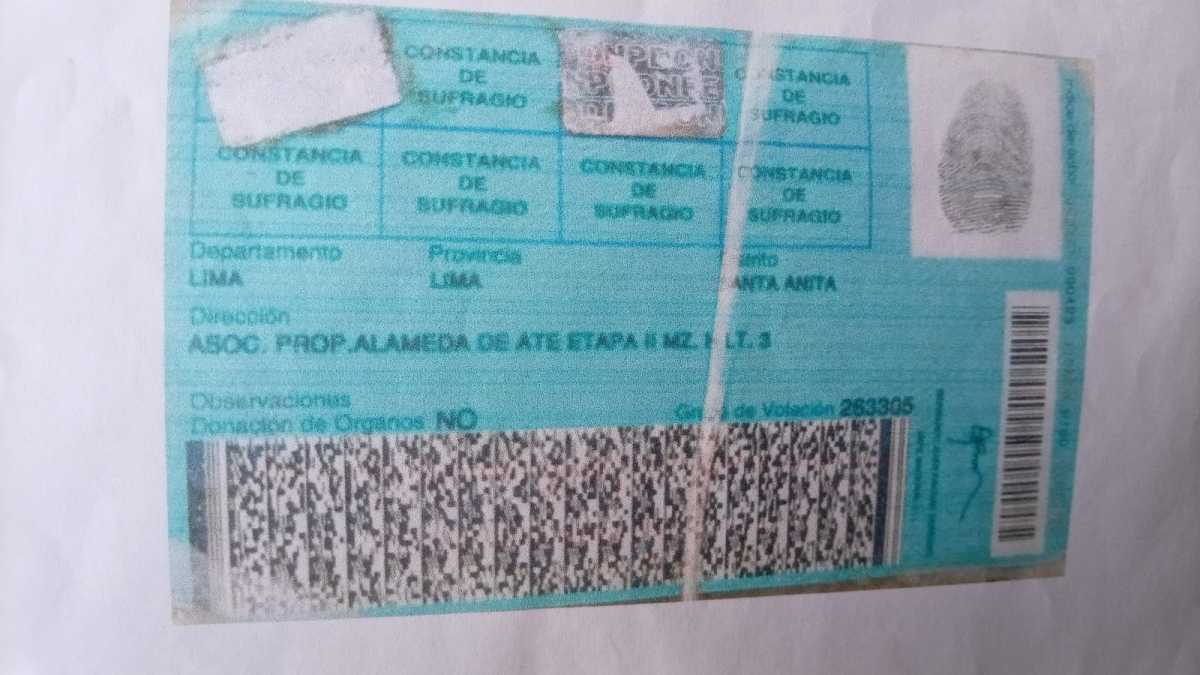 CONSTANCIA
DE
SUFRAGIO
CONSTANCIA
DE
SUFRAGIO
CONSTANCIA
DE
SUFRAGIO
CONSTANCIA
DE
SUFRAGIO
CONSTANCIA
DE
SUFRAGIO
CONSTANCIA
DE
SUFRAGIO
Departamento Provincia
LIMA LIMA SANTA ANITA
Dirección
ASOC. PROP.ALAMEDA DE ATE ETAPA II MZ. LT. 3
Observaciones
Donación de Organos NO Grupo de Votación 263305